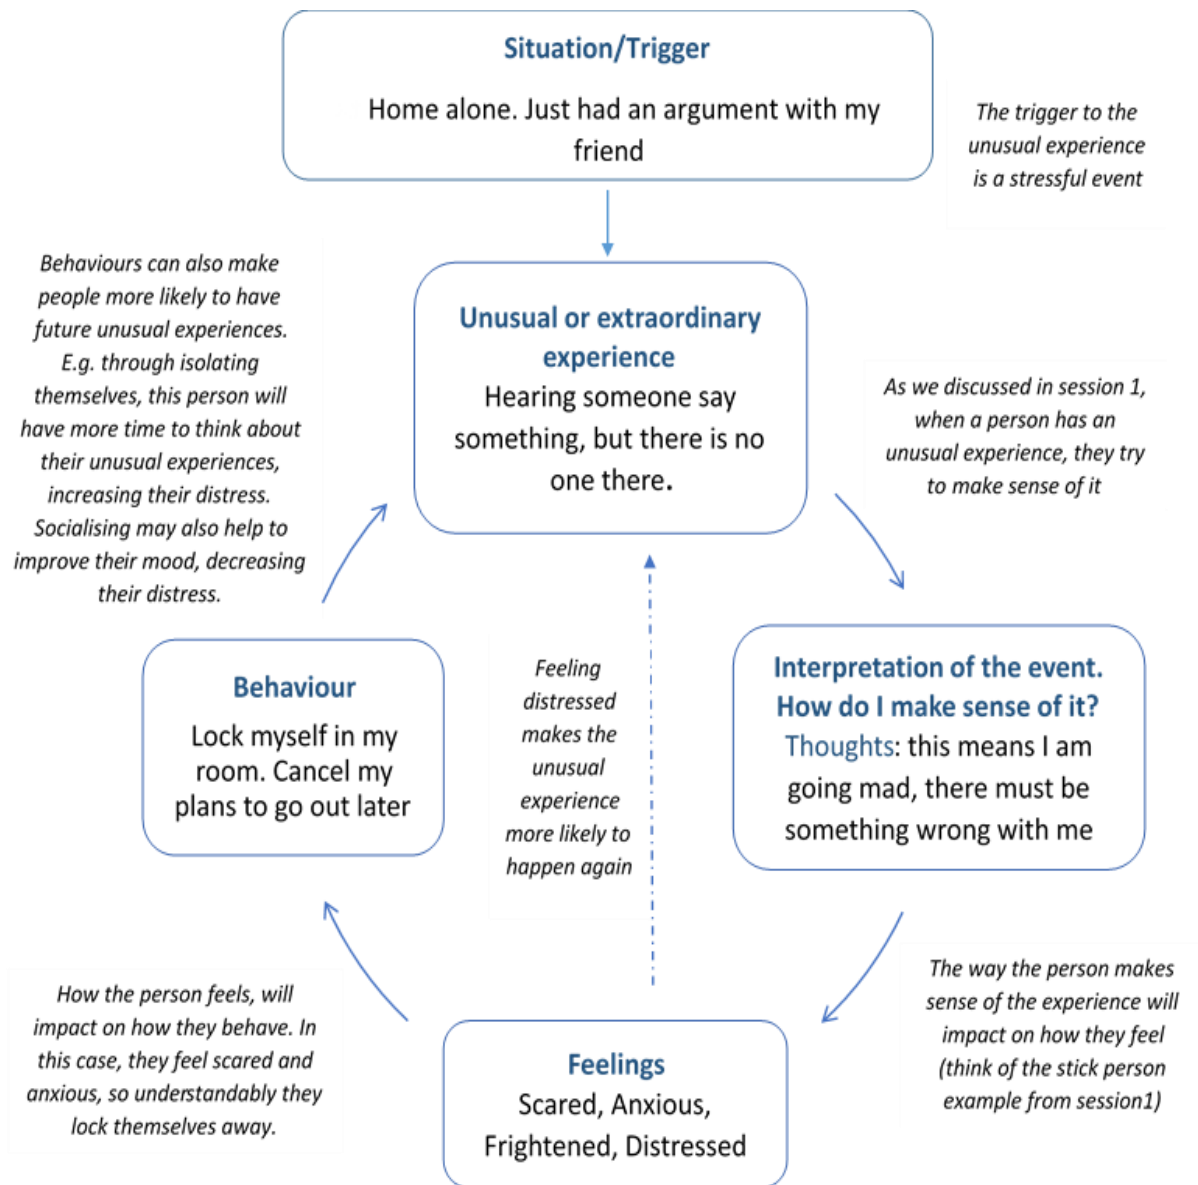 Situation/Trigger
Home alone. Just had an argument with my
friend
The trigger to the
unusual experience
is a stressful event
Behaviours can also make
people more likely to have
future unusual experiences.
E.g. through isolating
themselves, this person will
have more time to think about
their unusual experiences,
increasing their distress.
Socialising may also help to
improve their mood, decreasing
their distress.
Unusual or extraordinary
experience
Hearing someone say
something, but there is no
one there.
As we discussed in session 1,
when a person has an
unusual experience, they try
to make sense of it
Behaviour
Lock myself in my
room. Cancel my
plans to go out later
Feeling
distressed
makes the
unusual
experience
more likely to
happen again
Interpretation of the event.
How do I make sense of it?
Thoughts: this means I am
going mad, there must be
something wrong with me
How the person feels, will
impact on how they behave. In
this case, they feel scared and
anxious, so understandably they
lock themselves away.
Feelings
Scared, Anxious,
Frightened, Distressed
The way the person makes
sense of the experience will
impact on how they feel
(think of the stick person
example from session1)